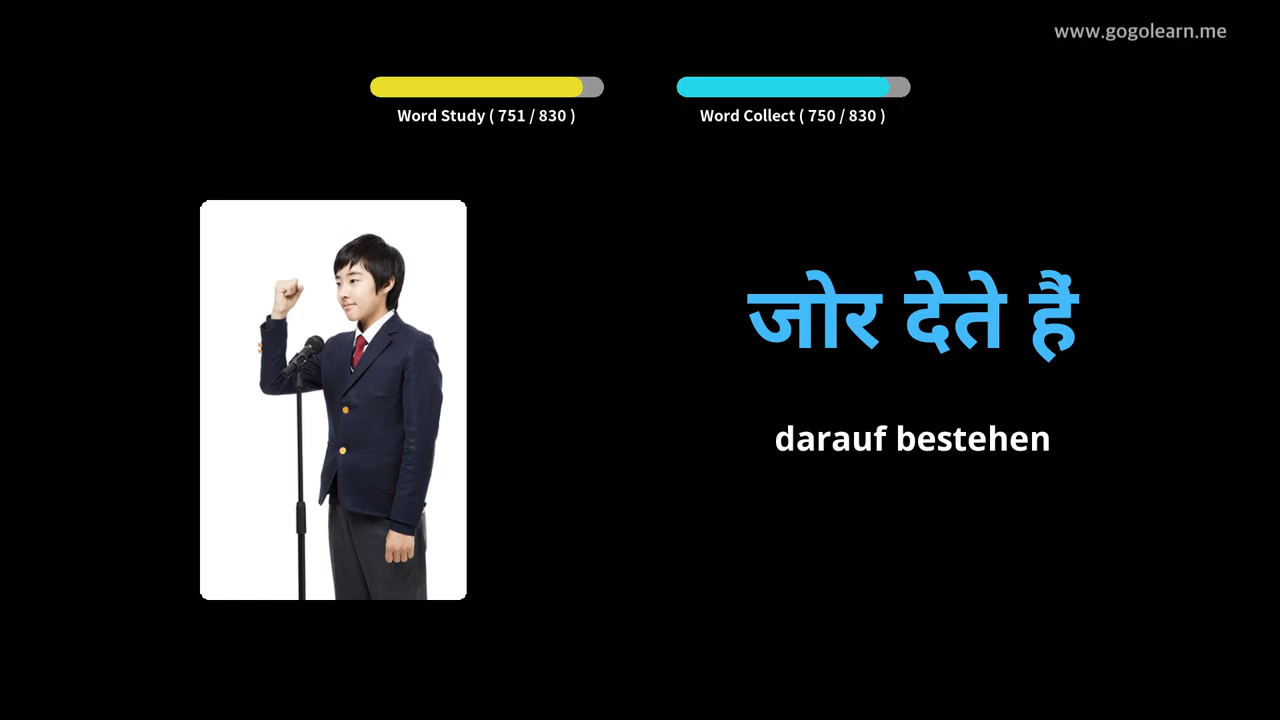 www.gogolearn.me
Word Study ( 751 / 830 )
Word Collect ( 750 / 830 )
जोर देते हैं
darauf bestehen